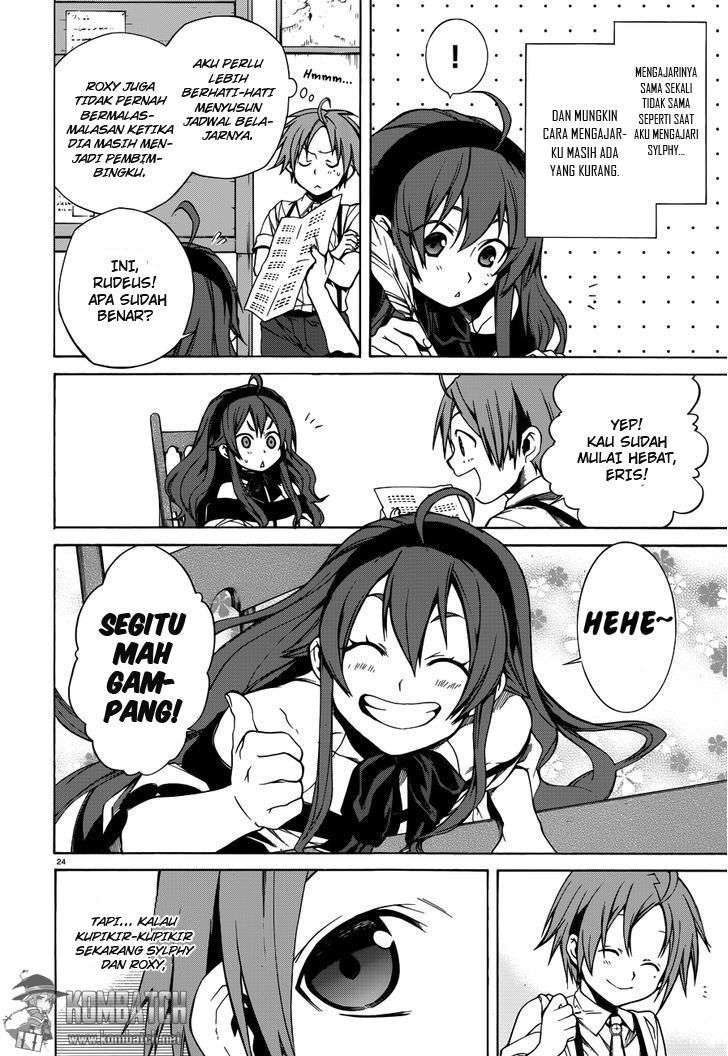 MENGAJARINYA
SAMA SEKALI
TIDAK SAMA
SEPERTI SAAT
AKU MENGAJARI
SYLPHY...
DAN MUNGKIN
CARA MENGAJAR-
KU MASIH ADA
YANG KURANG.
!
Hmmm...
AKU PERLU
LEBIH
BERHATI-HATI
MENYUSUN
JADWAL BELA-
JARNYA.
ROXY JUGA
TIDAK PERNAH
BERMALAS-
MALASAN KETIKA
DIA MASIH MEN-
JADI PEMBIM-
BINGKU.
INI,
RUDEUS!
APA SUDAH
BENAR?
YEP!
KAU SUDAH
MULAI HEBAT,
ERIS!
HEHE~
SEGITU
MAH
GAM-
PANG!
24
TAPI... KALAU
KUPIKIR-KUPIKIR
SEKARANG SYLPHY
DAN ROXY,
KOMBATCH